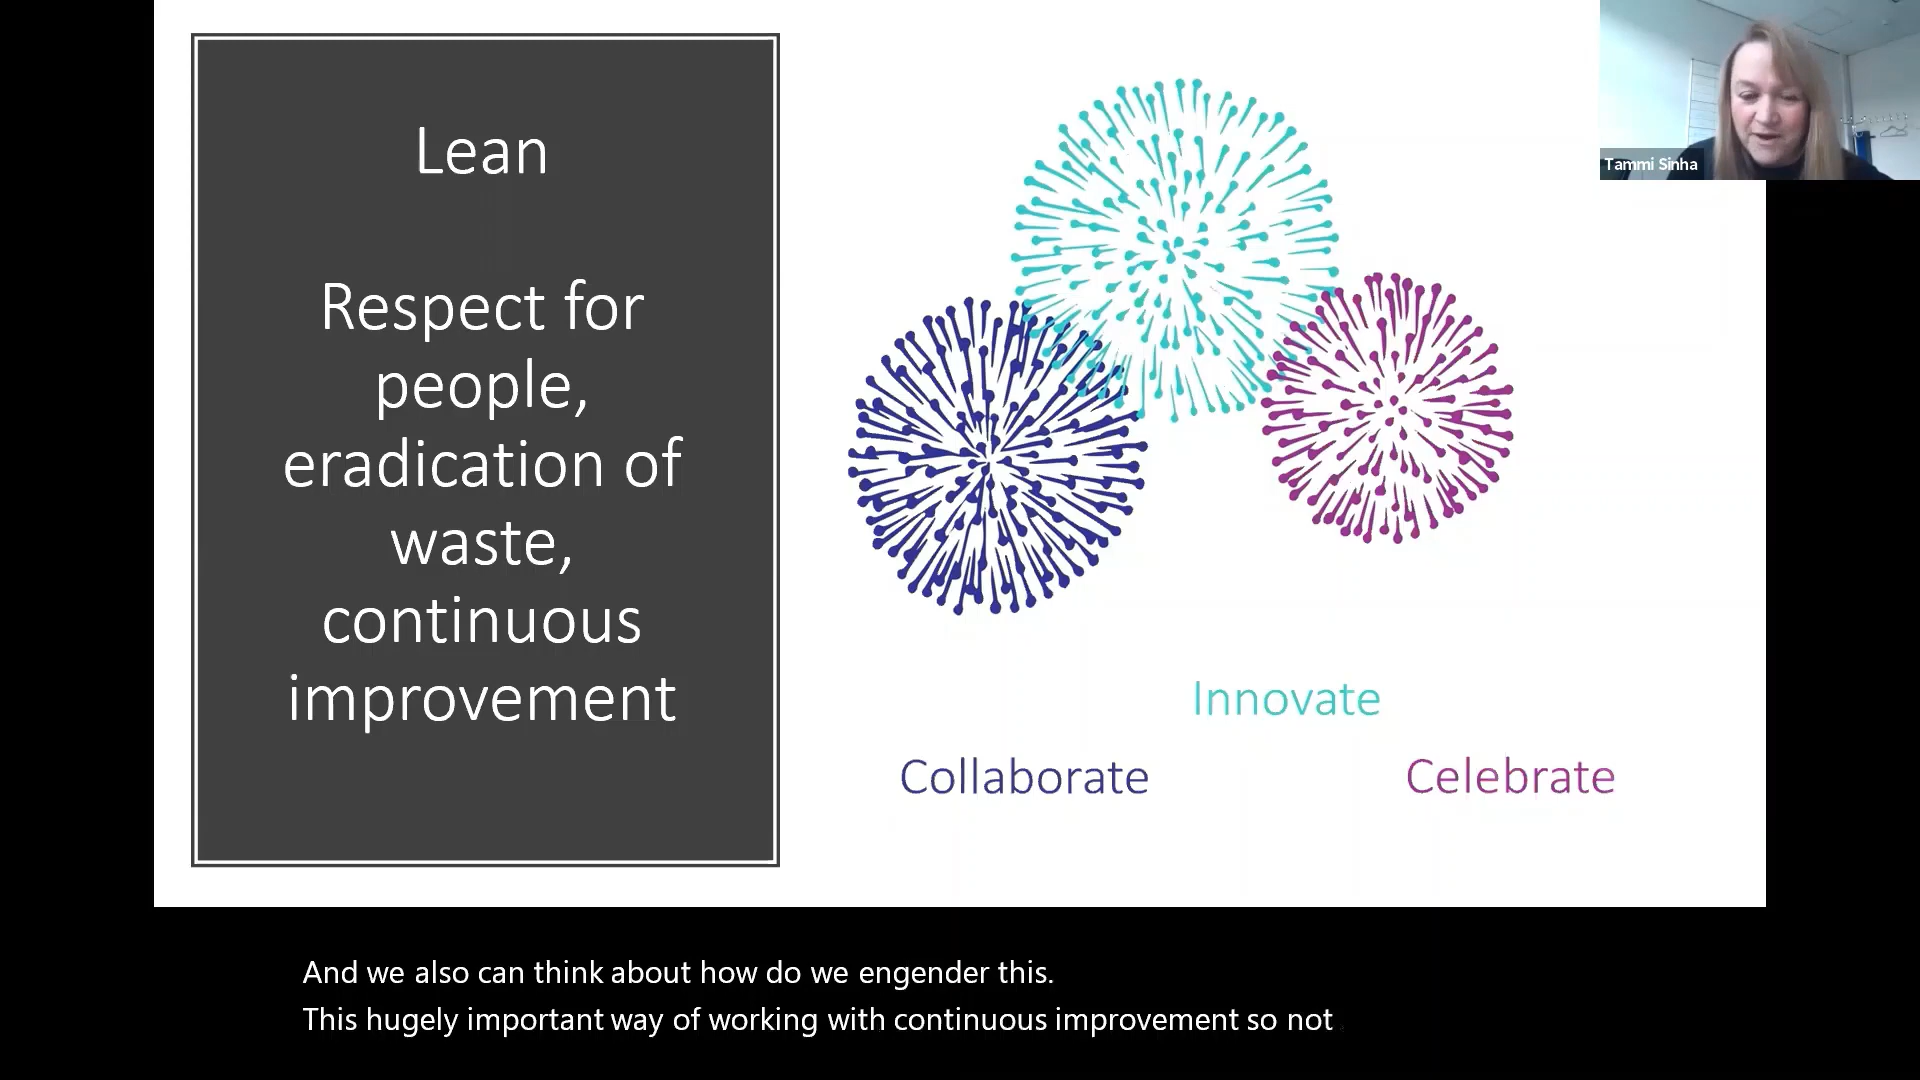 Lean
Respect for
people,
eradication of
waste,
continuous
improvement
Innovate
Collaborate
Celebrate
Tammi Sinha
And we also can think about how do we engender this.
This hugely important way of working with continuous improvement so not